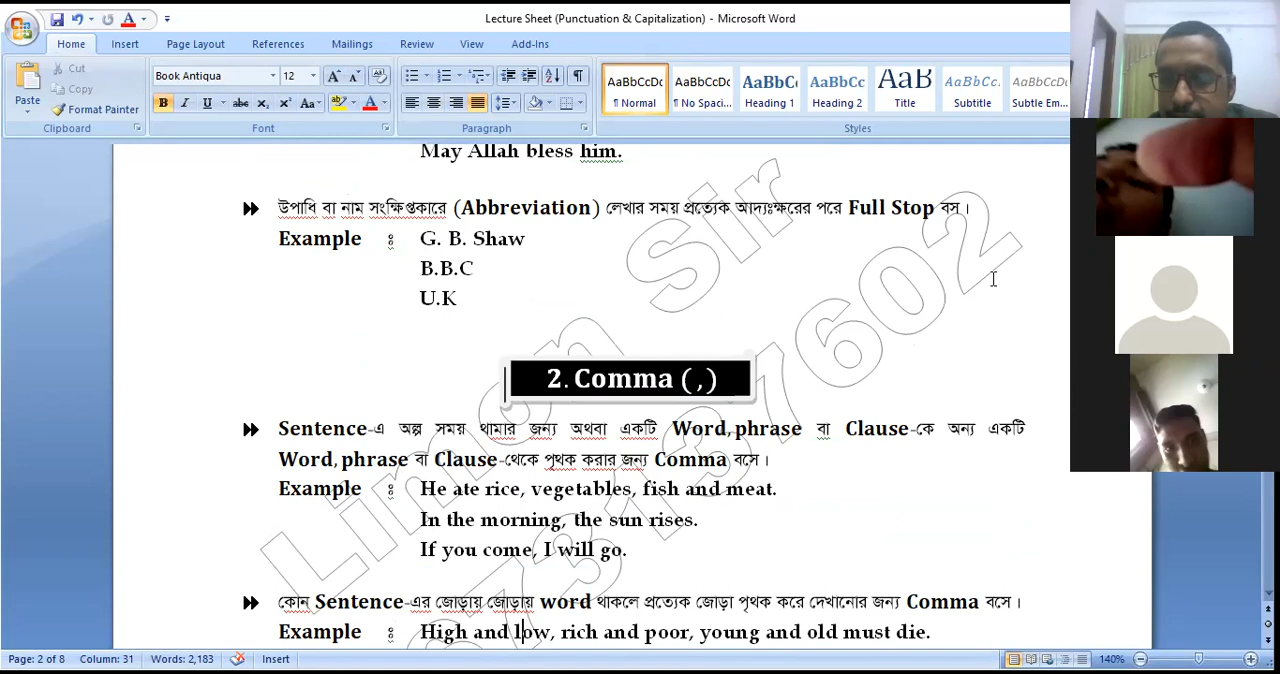 Lecture Sheet (Punctuation & Capitalization) - Microsoft Word
Home Insert Page Layout References Mailings Review View Add-Ins
Paste
Cut
Copy
Format Painter
Book Antiqua 12
AaBbCcDc AaBbCcDc AaBbC AaBbCc AaB AaBbCc. AaBbCcDc
¶ Normal ¶ No Spaci... Heading 1 Heading 2 Title Subtitle Subtle Em...
Clipboard Font Paragraph Styles
May Allah bless him.
উপাধি বা নাম সংক্ষিপ্তকারে (Abbreviation) লেখার সময় প্রত্যেক আদ্যঃক্ষরের পরে Full Stop বস।
Example ঃ G. B. Shaw
B.B.C
U.K
2. Comma ( , )
Sentence-এ অল্প সময় থামার জন্য অথবা একটি Word, phrase বা Clause-কে অন্য একটি
Word, phrase বা Clause-থেকে পৃথক করার জন্য Comma বসে।
Example ঃ He ate rice, vegetables, fish and meat.
In the morning, the sun rises.
If you come, I will go.
কোন Sentence-এর জোড়ায় জোড়ায় word থাকলে প্রত্যেক জোড়া পৃথক করে দেখানোর জন্য Comma বসে।
Example ঃ High and low, rich and poor, young and old must die.
Limon Sir
673137602
Page: 2 of 8 Column: 31 Words: 2,183 Insert 140%